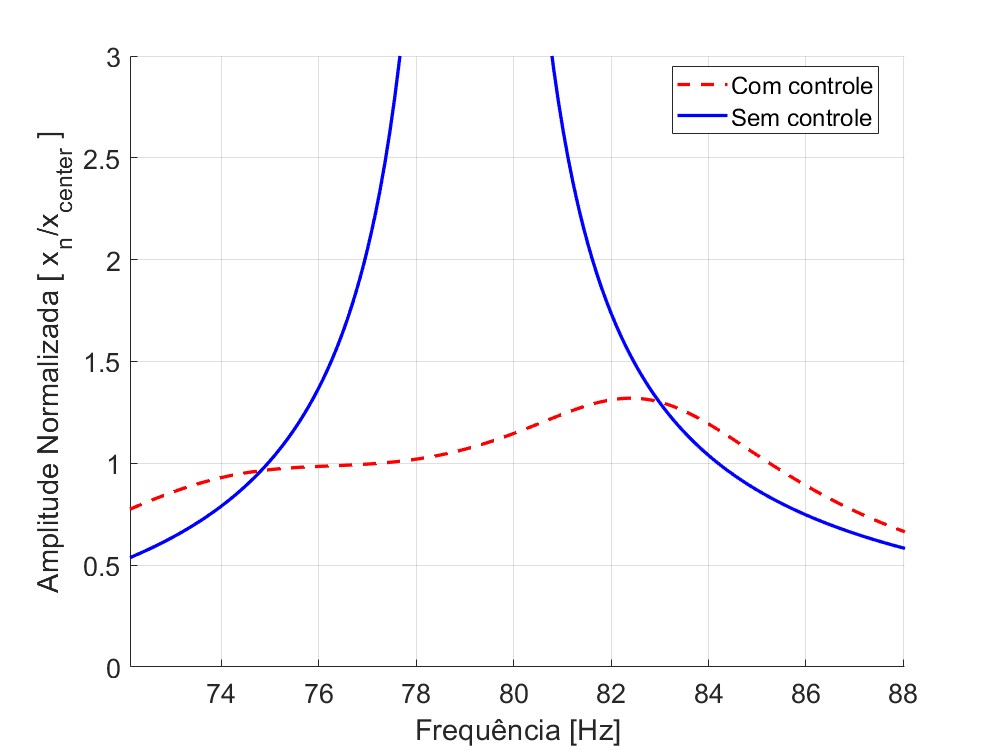 3
2.5
2
1.5
1
0.5
0
74 76 78 80 82 84 86 88
Frequência [Hz]
Amplitude Normalizada [ x_n/x_center ]
Com controle
Sem controle